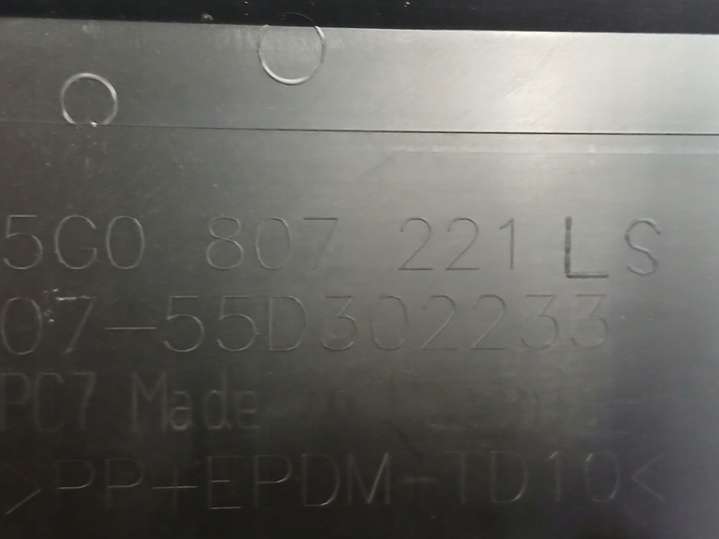 5G0 807 221 LS
07-55D302233
PC7 Made
>PP+EPDM-TD10<